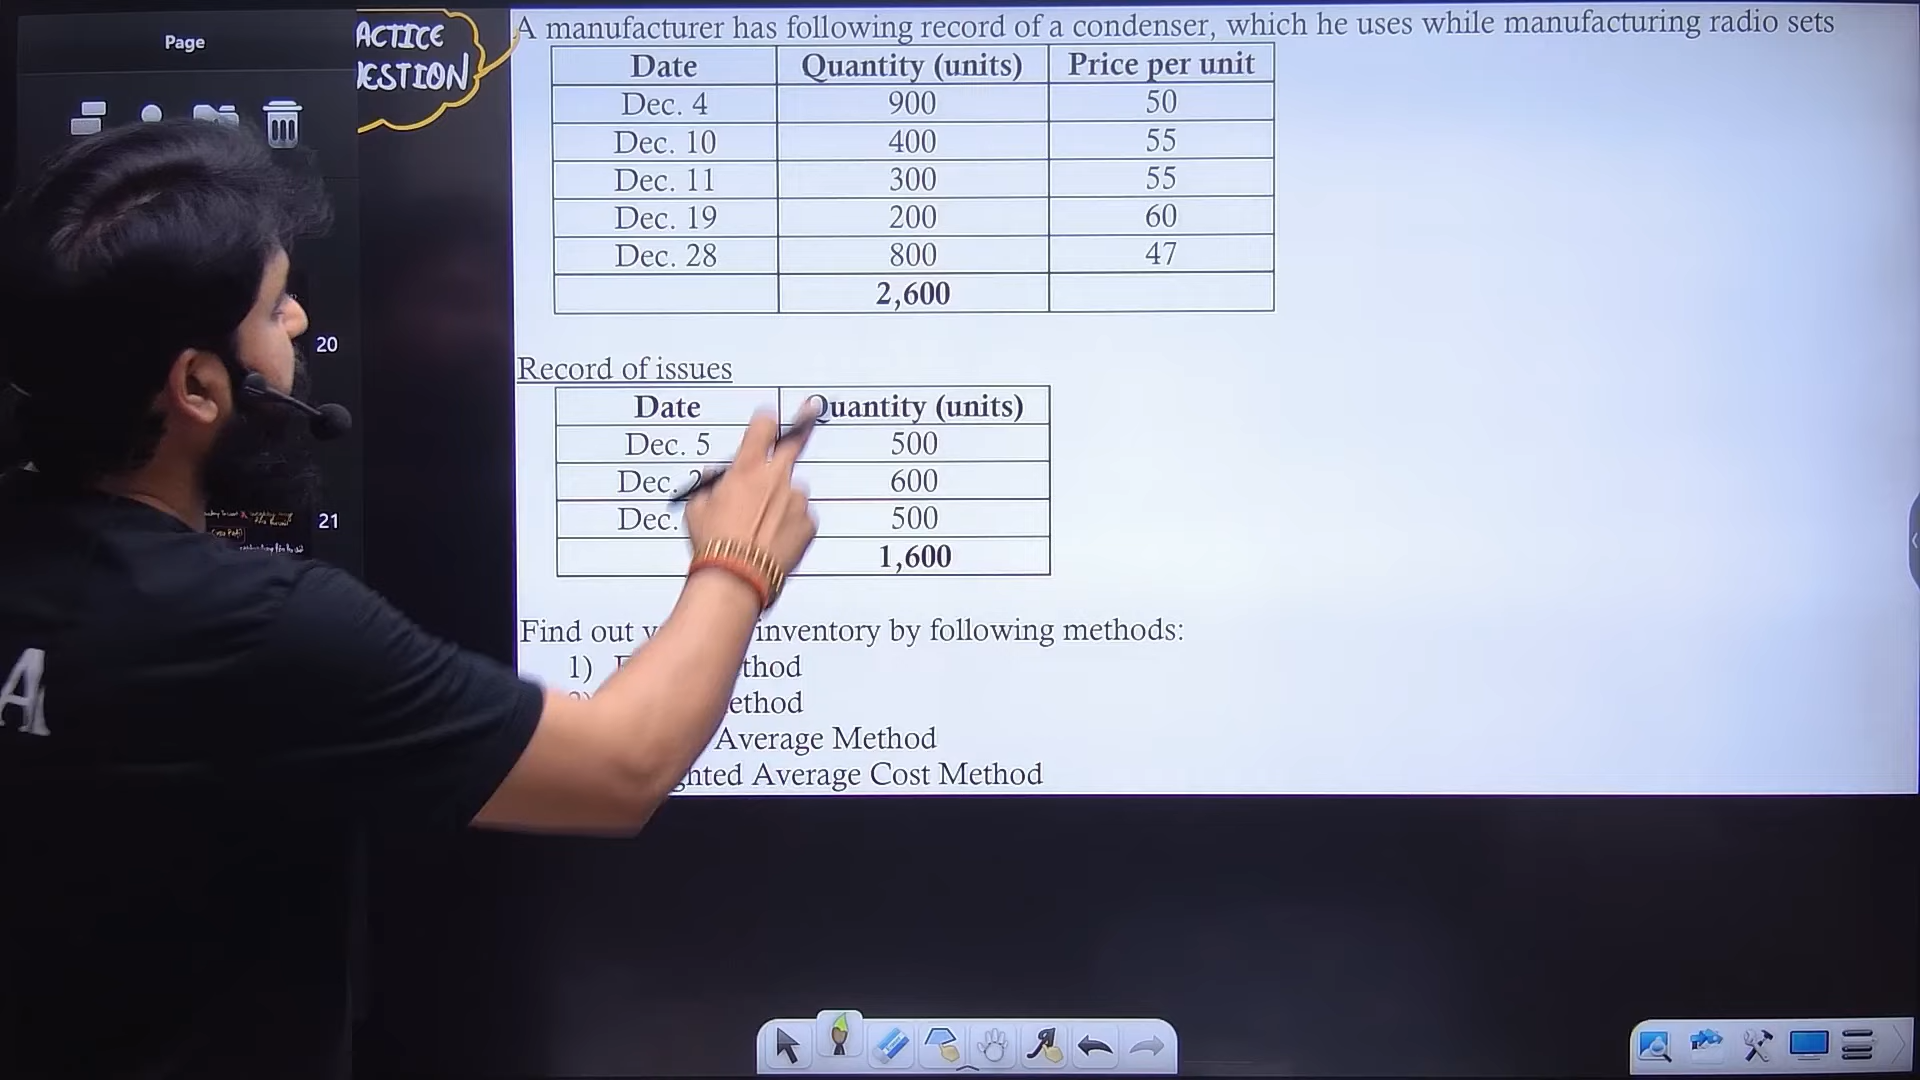 Page
ACTICE
ESTION
A manufacturer has following record of a condenser, which he uses while manufacturing radio sets
Date Quantity (units) Price per unit
Dec. 4 900 50
Dec. 10 400 55
Dec. 11 300 55
Dec. 19 200 60
Dec. 28 800 47
2,600
20
Record of issues
Date Quantity (units)
Dec. 5 500
Dec. 600
Dec. 500
1,600
21
Find out inventory by following methods:
1) thod
ethod
Average Method
hted Average Cost Method
A